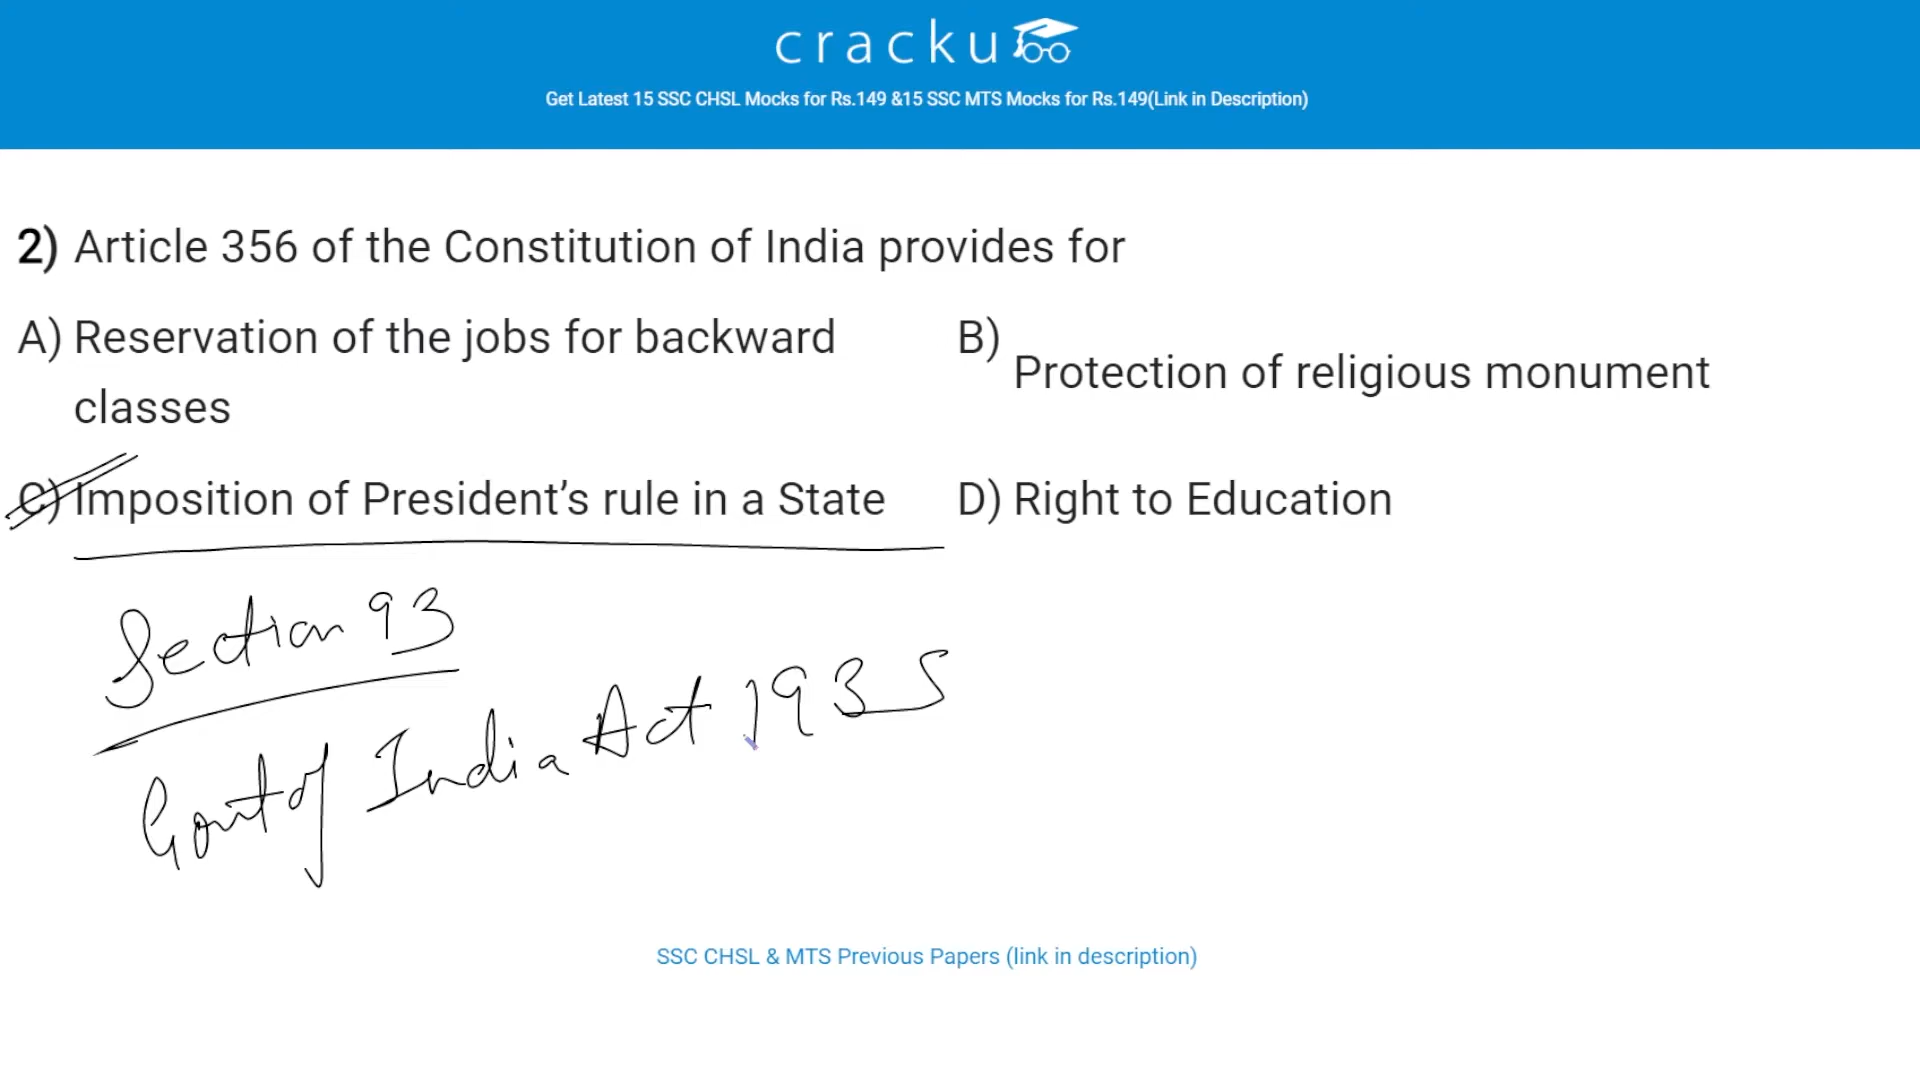 cracku
Get Latest 15 SSC CHSL Mocks for Rs.149 &15 SSC MTS Mocks for Rs.149(Link in Description)
2) Article 356 of the Constitution of India provides for
A) Reservation of the jobs for backward classes
B) Protection of religious monument
C) Imposition of President’s rule in a State
D) Right to Education
Section 93
Govt of India Act 1935
SSC CHSL & MTS Previous Papers (link in description)